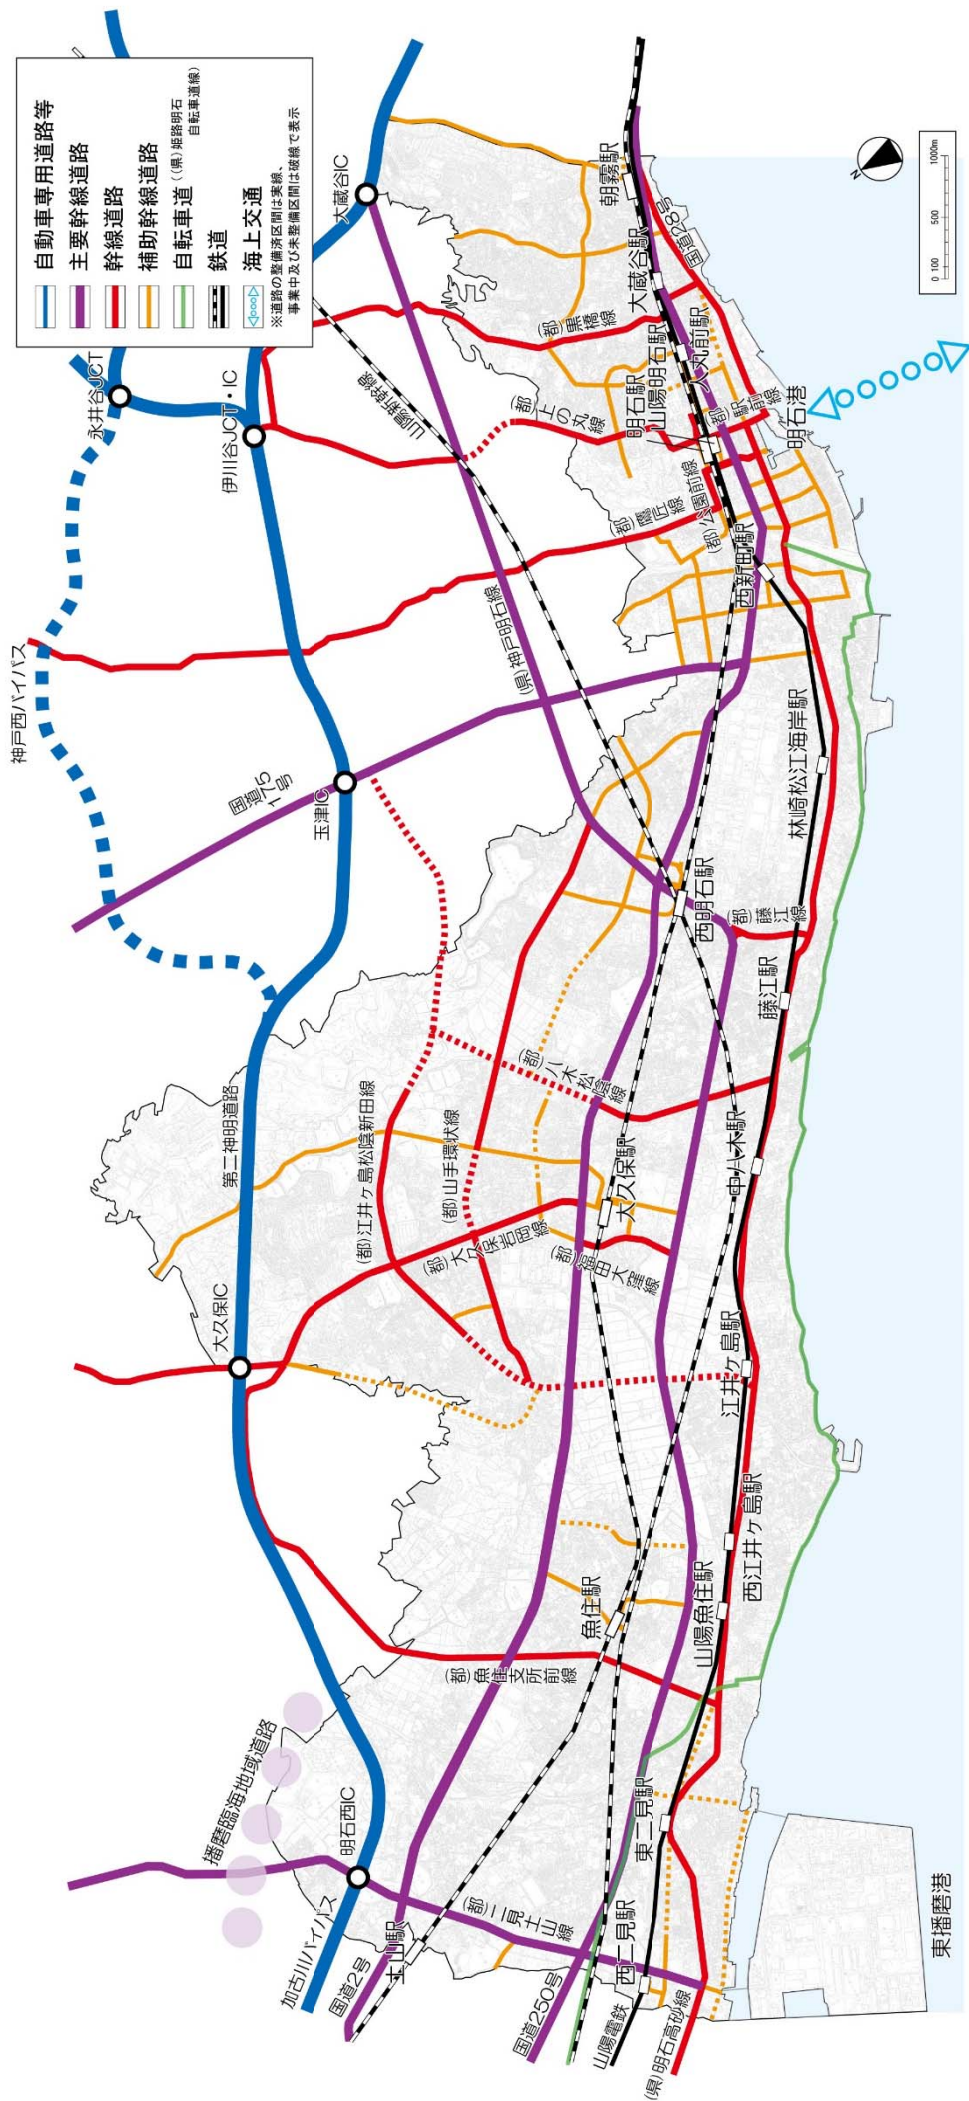 自動車専用道路等
主要幹線道路
幹線道路
補助幹線道路
自転車道 ((県)姫路明石
自転車道線)
鉄道
海上交通
※道路の整備済区間は実線、
事業中及び未整備区間は破線で表示
N
0 100 500 1000m
神戸西バイパス
永井谷JCT
伊川谷JCT・IC
大蔵谷IC
国道175号
玉津IC
山陽新幹線
(県)神戸明石線
(都)黒橋線
(都)上の丸線
(都)鷹匠線
(都)公園前線
(都)駅前線
国道28号
朝霧駅
大蔵谷駅
人丸前駅
山陽明石駅
明石駅
明石港
西新町駅
林崎松江海岸駅
西明石駅
(都)藤江線
藤江駅
第二神明道路
(都)江井ヶ島松陰新田線
(都)山手環状線
(都)八木松陰線
(都)大久保岩岡線
(都)福田大窪線
大久保駅
中八木駅
大久保IC
江井ヶ島駅
西江井ヶ島駅
山陽魚住駅
魚住駅
(都)魚住支所前線
播磨臨海地域道路
明石西IC
加古川バイパス
国道2号
土山駅
(都)二見土山線
国道250号
東二見駅
西二見駅
山陽電鉄
(県)明石高砂線
東播磨港